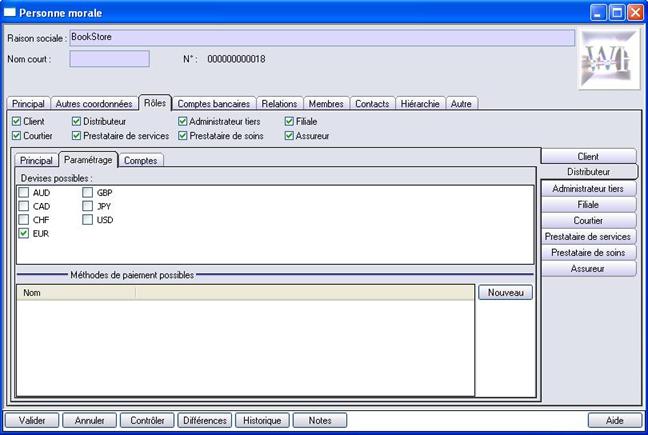 Personne morale
Raison sociale : BookStore
Nom court : N° : 000000000018
Principal Autres coordonnées Rôles Comptes bancaires Relations Membres Contacts Hiérarchie Autre
Client Distributeur Administrateur tiers Filiale
Courtier Prestataire de services Prestataire de soins Assureur
Principal Paramétrage Comptes
Devises possibles :
AUD GBP
CAD JPY
CHF USD
EUR
Méthodes de paiement possibles
Nom
Nouveau
Client
Distributeur
Administrateur tiers
Filiale
Courtier
Prestataire de services
Prestataire de soins
Assureur
Valider Annuler Contrôler Différences Historique Notes Aide